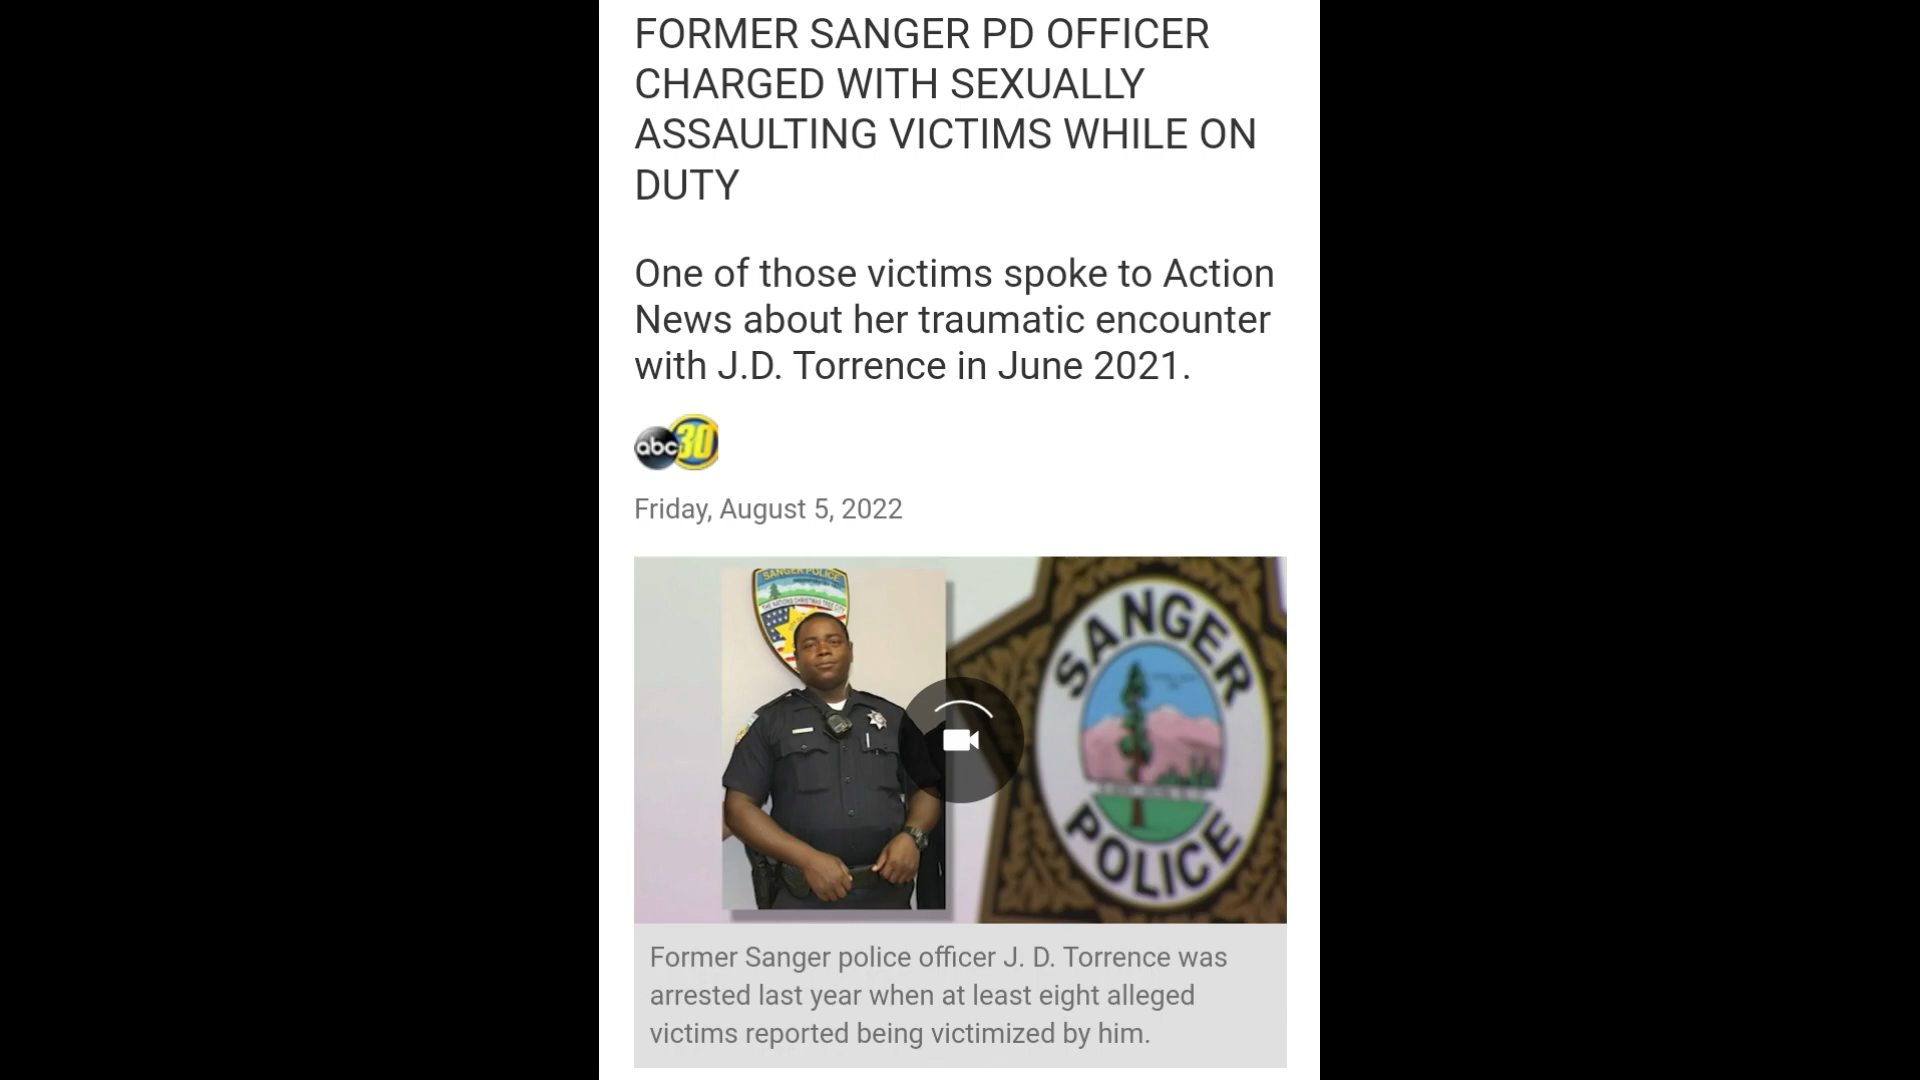 FORMER SANGER PD OFFICER
CHARGED WITH SEXUALLY
ASSAULTING VICTIMS WHILE ON
DUTY
One of those victims spoke to Action
News about her traumatic encounter
with J.D. Torrence in June 2021.
abc 30
Friday, August 5, 2022
SANGER POLICE
SANGER
POLICE
Former Sanger police officer J. D. Torrence was
arrested last year when at least eight alleged
victims reported being victimized by him.